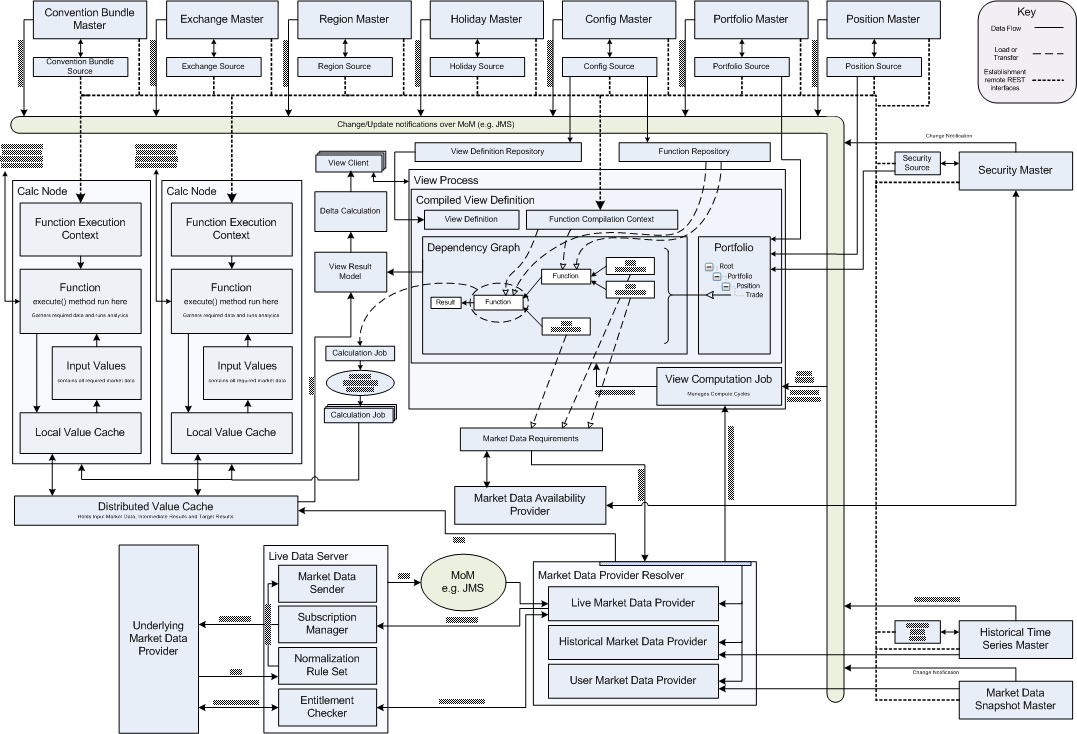 Convention Bundle
Master
Exchange Master
Region Master
Holiday Master
Config Master
Portfolio Master
Position Master
Key
Data Flow
Load or
Transfer
Establishment
remote REST
interfaces
Convention Bundle
Source
Exchange Source
Region Source
Holiday Source
Config Source
Portfolio Source
Position Source
Change/Update notifications over MoM (e.g. JMS)
Change Notification
View Definition Repository
Function Repository
Security
Source
Security Master
View Client
View Process
Calc Node
Calc Node
Compiled View Definition
Delta Calculation
View Definition
Function Compilation Context
Function Execution
Context
Function Execution
Context
Dependency Graph
Portfolio
Root
Portfolio
Position
Trade
View Result
Model
Function
Function
Result
Function
execute() method run here
Gathers required data and runs analytics
Function
execute() method run here
Gathers required data and runs analytics
Calculation Job
Input Values
contains all required market data
Input Values
contains all required market data
View Computation Job
Manages Compute Cycles
Calculation Job
Local Value Cache
Local Value Cache
Market Data Requirements
Distributed Value Cache
Holds Input Market Data, Intermediate Results and Target Results
Market Data Availability
Provider
Live Data Server
Market Data
Sender
MoM
e.g. JMS
Market Data Provider Resolver
Live Market Data Provider
Underlying
Market Data
Provider
Subscription
Manager
Historical Market Data Provider
Historical Time
Series Master
Normalization
Rule Set
User Market Data Provider
Change Notification
Market Data
Snapshot Master
Entitlement
Checker